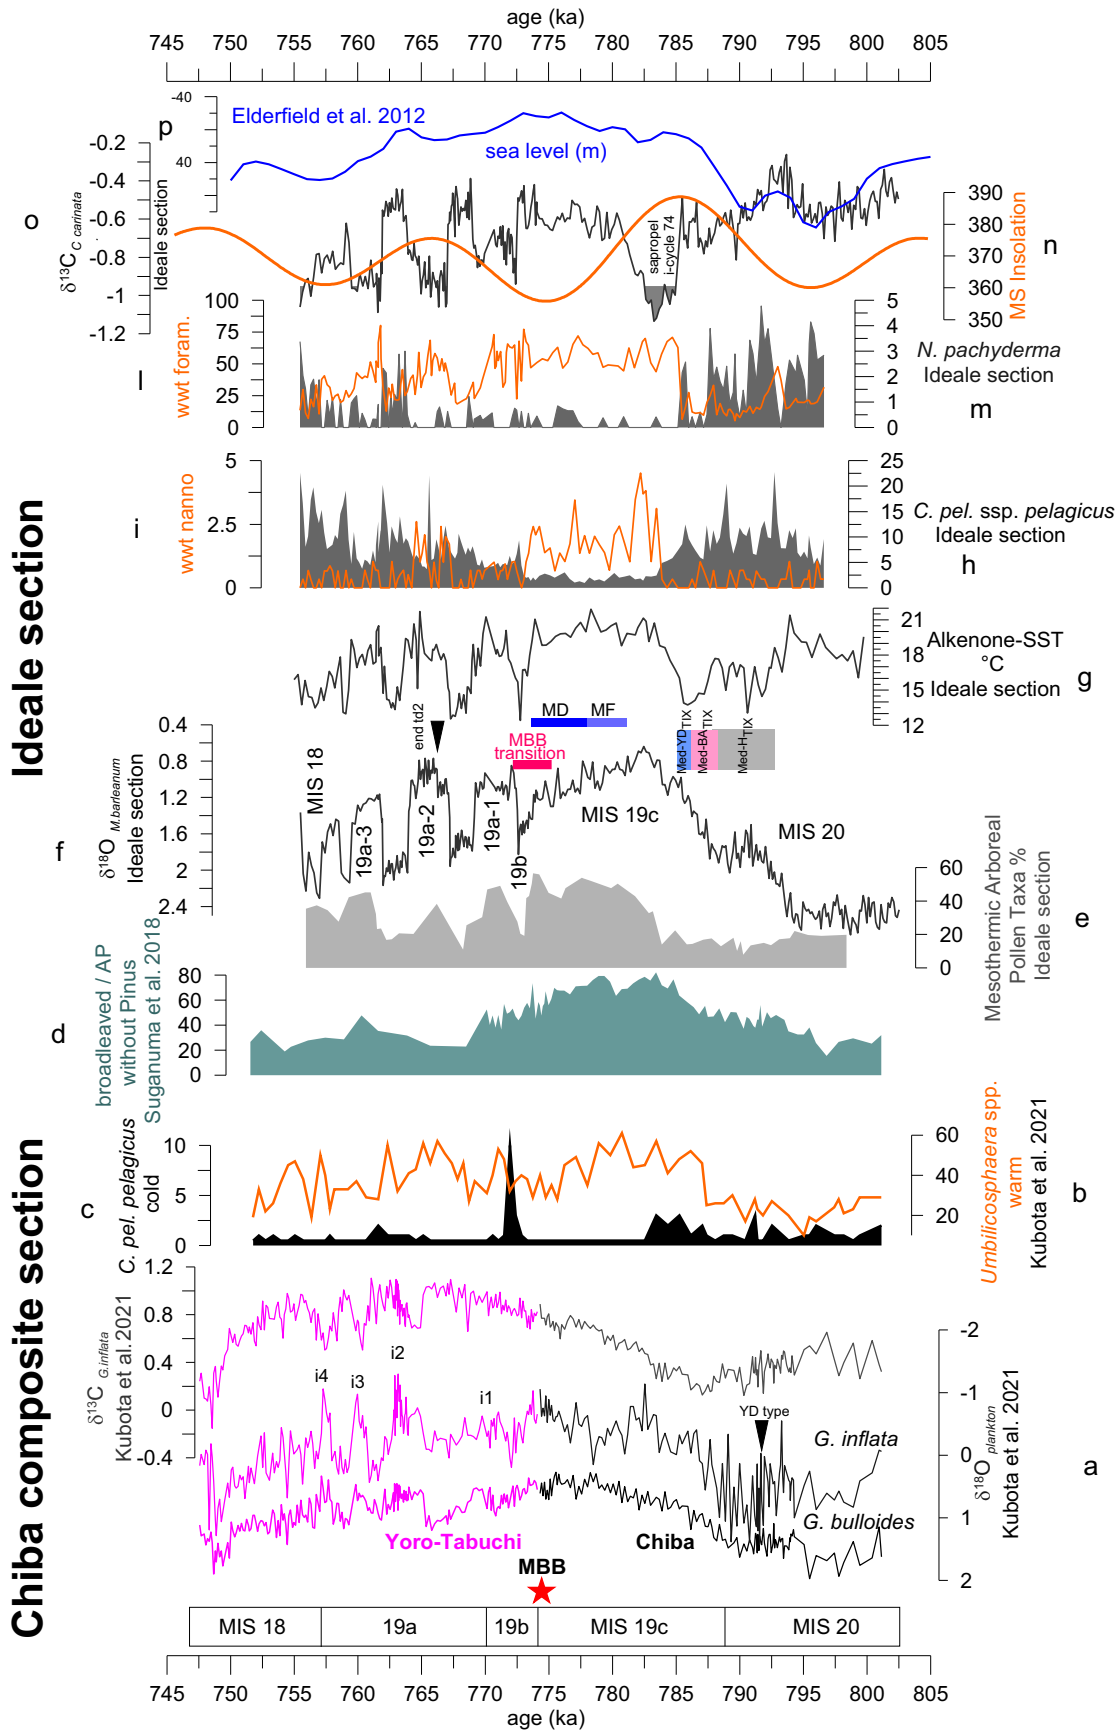 age (ka)
745 750 755 760 765 770 775 780 785 790 795 800 805
-40
40
p
Elderfield et al. 2012
sea level (m)
o
δ13C C carinata
Ideale section
-0.2
-0.4
-0.6
-0.8
-1
-1.2
sapropel
i-cycle 74
390
380
370
360
350
MS Insolation
n
l
wwt foram.
100
75
50
25
0
5
4
3
2
1
0
N. pachyderma
Ideale section
m
i
wwt nanno
5
2.5
0
25
20
15
10
5
0
C. pel. ssp. pelagicus
Ideale section
h
Ideale section
21
18
15
12
Alkenone-SST
°C
Ideale section
g
f
δ18O M.barleanum
Ideale section
0.4
0.8
1.2
1.6
2
2.4
end td2
MD
MF
MBB
transition
Med-YD TIX
Med-BA TIX
Med-H TIX
MIS 18
19a-3
19a-2
19a-1
19b
MIS 19c
MIS 20
60
40
20
0
Mesothermic Arboreal
Pollen Taxa %
Ideale section
e
d
broadleaved / AP
without Pinus
Suganuma et al. 2018
80
60
40
20
0
Chiba composite section
c
C. pel. pelagicus
cold
10
5
0
60
40
20
Umbilicosphaera spp.
warm
Kubota et al. 2021
b
δ13C G.inflata
Kubota et al. 2021
1.2
0.8
0.4
0
-0.4
i4
i3
i2
i1
YD type
G. inflata
G. bulloides
-2
-1
0
1
2
δ18O plankton
Kubota et al. 2021
a
Yoro-Tabuchi
Chiba
MBB
MIS 18 19a 19b MIS 19c MIS 20
745 750 755 760 765 770 775 780 785 790 795 800 805
age (ka)